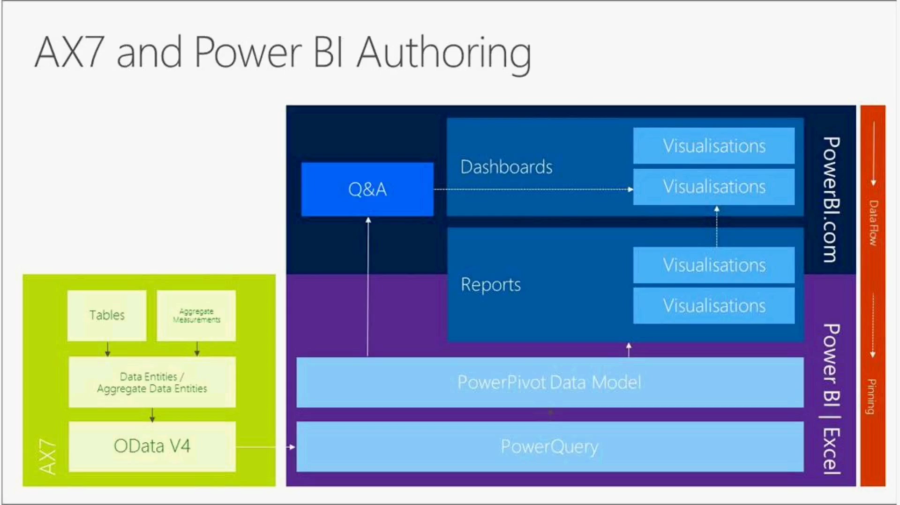 AX7 and Power BI Authoring
Q&A
Dashboards
Visualisations
Visualisations
Reports
Visualisations
Visualisations
PowerBI.com
Data Flow
Tables
Aggregate
Measurements
Data Entities /
Aggregate Data Entities
OData V4
AX7
PowerPivot Data Model
PowerQuery
Power BI | Excel
Pinning